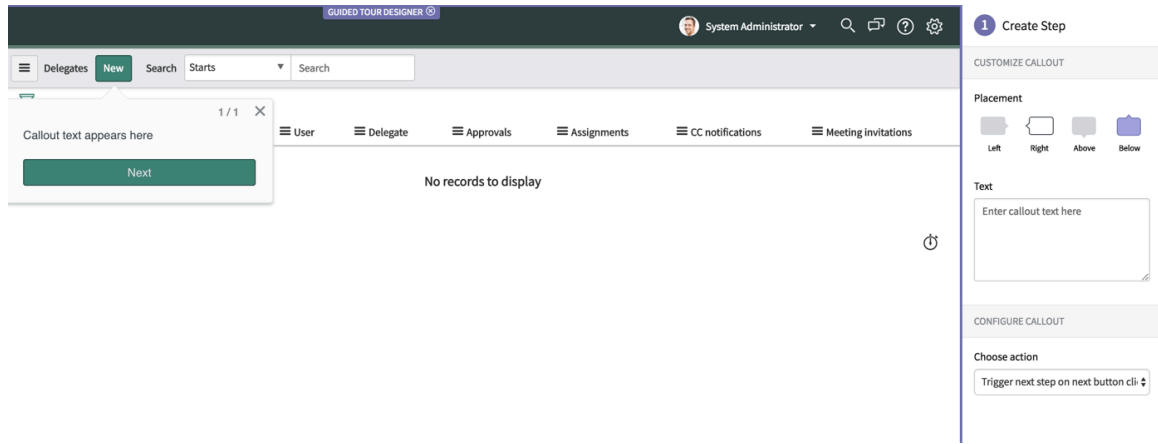 GUIDED TOUR DESIGNER
System Administrator
Delegates New Search Starts Search
1 / 1
Callout text appears here
Next
User Delegate Approvals Assignments CC notifications Meeting invitations
No records to display
1 Create Step
CUSTOMIZE CALLOUT
Placement
Left Right Above Below
Text
Enter callout text here
CONFIGURE CALLOUT
Choose action
Trigger next step on next button cli